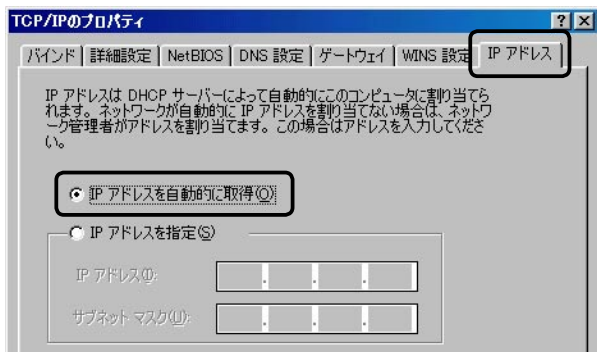 TCP/IPのプロパティ
バインド 詳細設定 NetBIOS DNS 設定 ゲートウェイ WINS 設定 IP アドレス
IP アドレスは DHCP サーバーによって自動的にこのコンピュータに割り当てら
れます。ネットワークが自動的に IP アドレスを割り当てない場合は、ネットワ
ーク管理者がアドレスを割り当てます。この場合はアドレスを入力してくださ
い。
IP アドレスを自動的に取得(O)
IP アドレスを指定(S)
IP アドレス(I):
サブネット マスク(U):